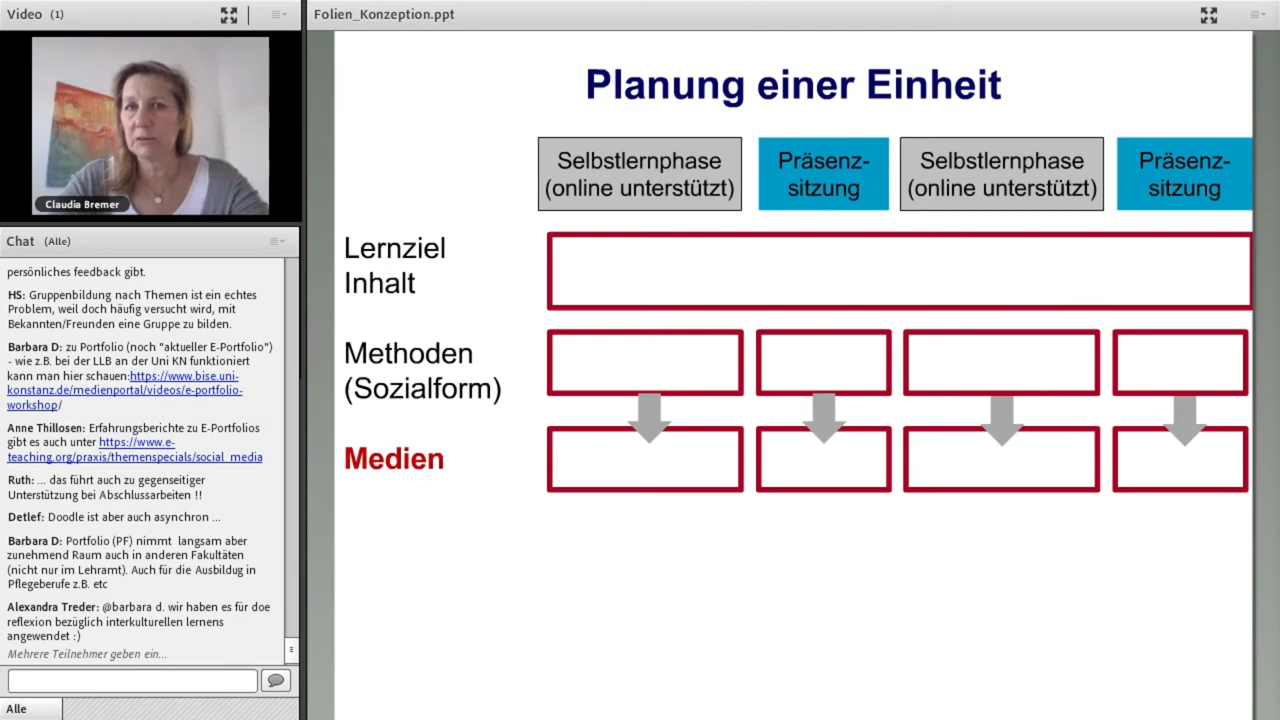 Video (1)
Claudia Bremer
Chat (Alle)
persönliches feedback gibt.
HS: Gruppenbildung nach Themen ist ein echtes
Problem, weil doch häufig versucht wird, mit
Bekannten/Freunden eine Gruppe zu bilden.
Barbara D: zu Portfolio (noch "aktueller E-Portfolio")
- wie z.B. bei der LLB an der Uni KN funktioniert
kann man hier schauen:https://www.bise.uni-
konstanz.de/medienportal/videos/e-portfolio-
workshop/
Anne Thillosen: Erfahrungsberichte zu E-Portfolios
gibt es auch unter https://www.e-
teaching.org/praxis/themenspecials/social_media
Ruth: ... das führt auch zu gegenseitiger
Unterstützung bei Abschlussarbeiten !!
Detlef: Doodle ist aber auch asynchron ...
Barbara D: Portfolio (PF) nimmt langsam aber
zunehmend Raum auch in anderen Fakultäten
(nicht nur im Lehramt). Auch für die Ausbildug in
Pflegeberufe z.B. etc
Alexandra Treder: @barbara d. wir haben es für doe
reflexion bezüglich interkulturellen lernens
angewendet :)
Mehrere Teilnehmer geben ein...
Alle
Folien_Konzeption.ppt
Planung einer Einheit
Selbstlernphase
(online unterstützt)
Präsenz-
sitzung
Selbstlernphase
(online unterstützt)
Präsenz-
sitzung
Lernziel
Inhalt
Methoden
(Sozialform)
Medien